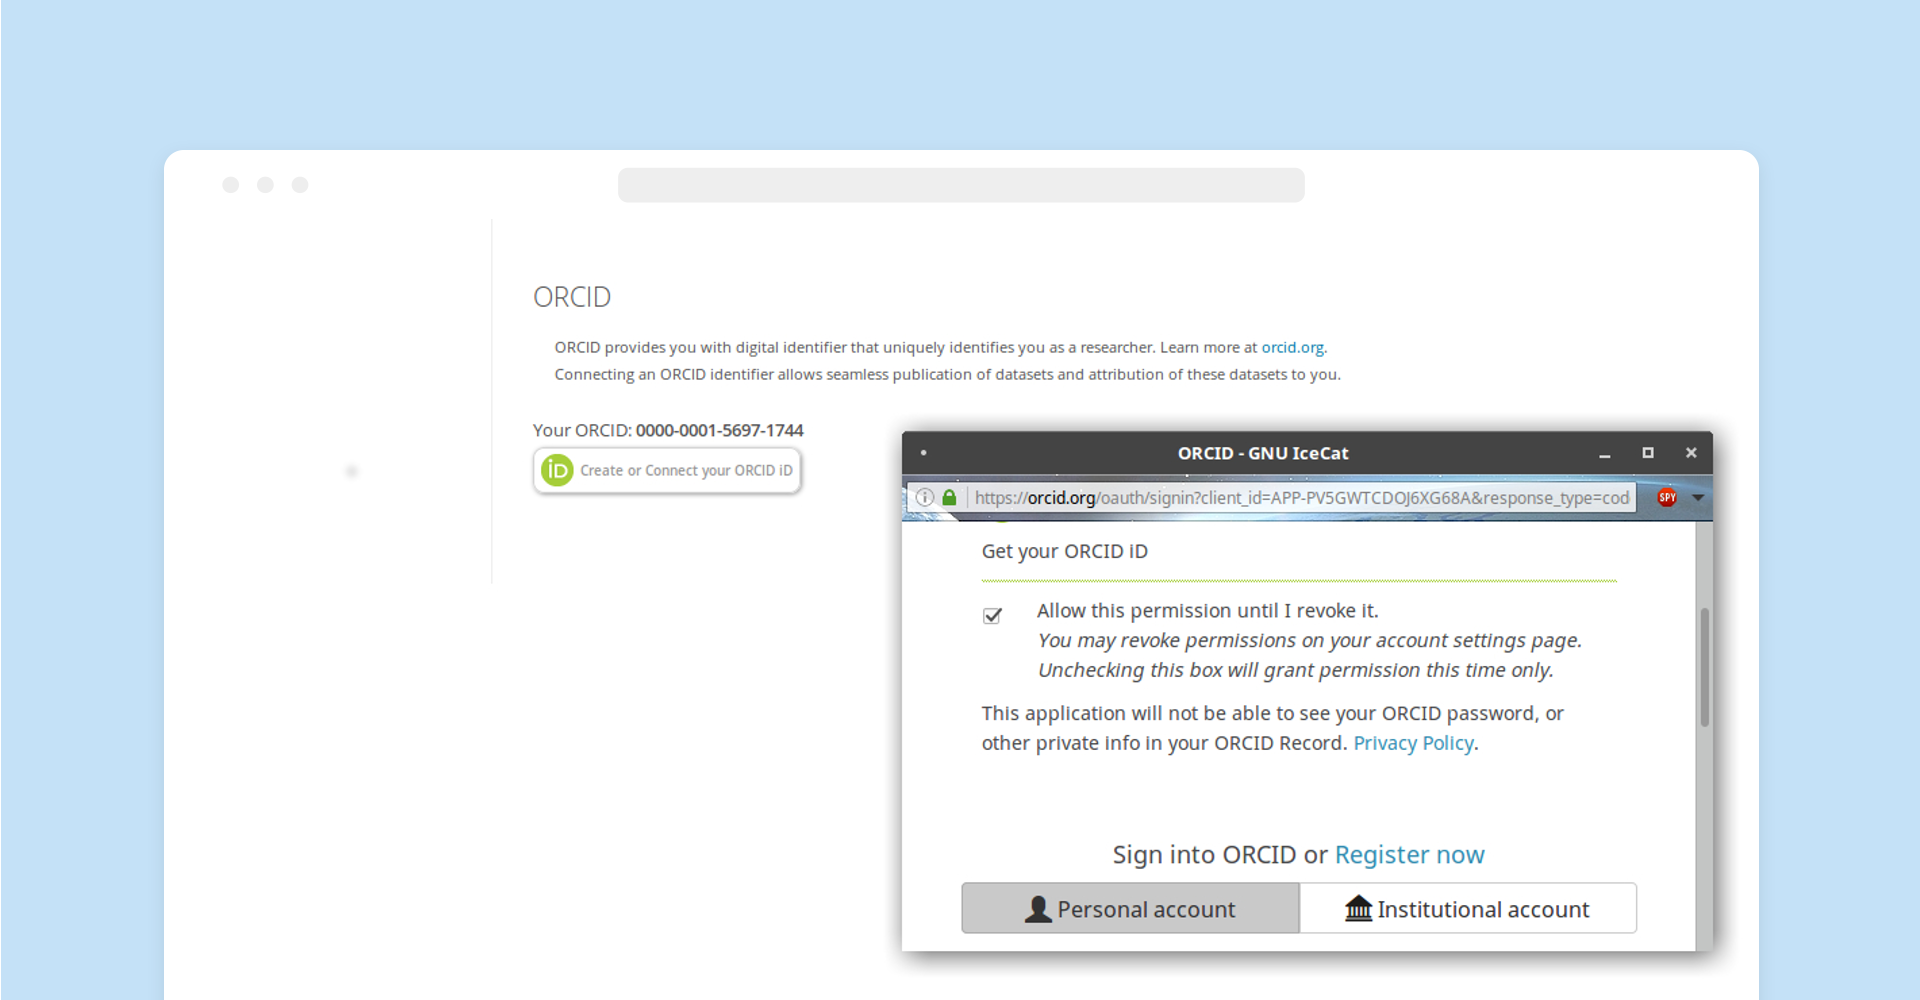 ORCID
ORCID provides you with digital identifier that uniquely identifies you as a researcher. Learn more at orcid.org.
Connecting an ORCID identifier allows seamless publication of datasets and attribution of these datasets to you.
Your ORCID: 0000-0001-5697-1744
iD Create or Connect your ORCID iD
ORCID - GNU IceCat
https://orcid.org/oauth/signin?client_id=APP-PV5GWTCDOJ6XG68A&response_type=cod
SPY
Get your ORCID iD
Allow this permission until I revoke it.
You may revoke permissions on your account settings page.
Unchecking this box will grant permission this time only.
This application will not be able to see your ORCID password, or
other private info in your ORCID Record. Privacy Policy.
Sign into ORCID or Register now
Personal account
Institutional account